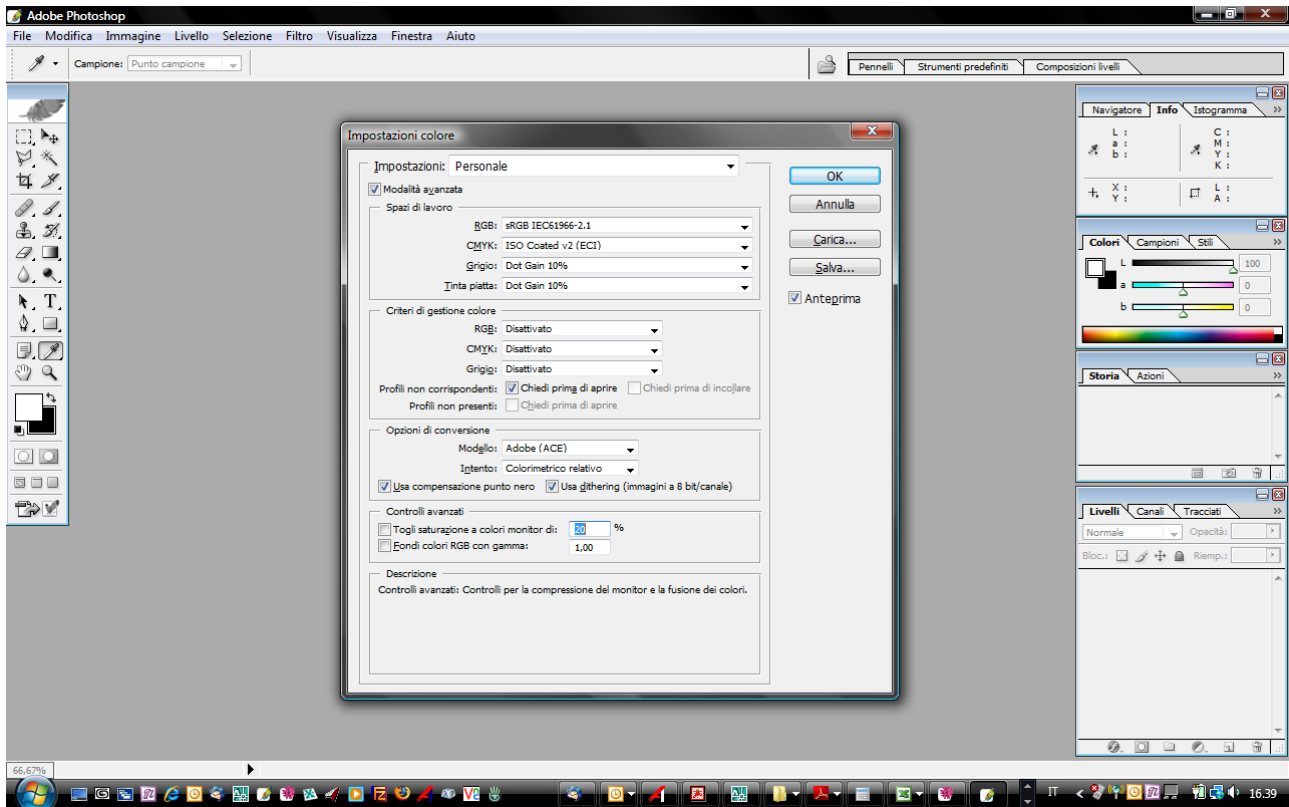 Adobe Photoshop
File Modifica Immagine Livello Selezione Filtro Visualizza Finestra Aiuto
Campione: Punto campione
Pennelli Strumenti predefiniti Composizioni livelli
Navigatore Info Istogramma
L :
a :
b :
C :
M :
Y :
K :
X :
Y :
L :
A :
Colori Campioni Stili
L 100
a 0
b 0
Storia Azioni
Livelli Canali Tracciati
Normale Opacità:
Bloc.: Riemp.:
Impostazioni colore
Impostazioni: Personale
Modalità avanzata
Spazi di lavoro
RGB: sRGB IEC61966-2.1
CMYK: ISO Coated v2 (ECI)
Grigio: Dot Gain 10%
Tinta piatta: Dot Gain 10%
Criteri di gestione colore
RGB: Disattivato
CMYK: Disattivato
Grigio: Disattivato
Profili non corrispondenti: Chiedi prima di aprire Chiedi prima di incollare
Profili non presenti: Chiedi prima di aprire
Opzioni di conversione
Modello: Adobe (ACE)
Intento: Colorimetrico relativo
Usa compensazione punto nero Usa dithering (immagini a 8 bit/canale)
Controlli avanzati
Togli saturazione a colori monitor di: 20 %
Fondi colori RGB con gamma: 1,00
Descrizione
Controlli avanzati: Controlli per la compressione del monitor e la fusione dei colori.
OK
Annulla
Carica...
Salva...
Anteprima
66,67%
IT
16.39